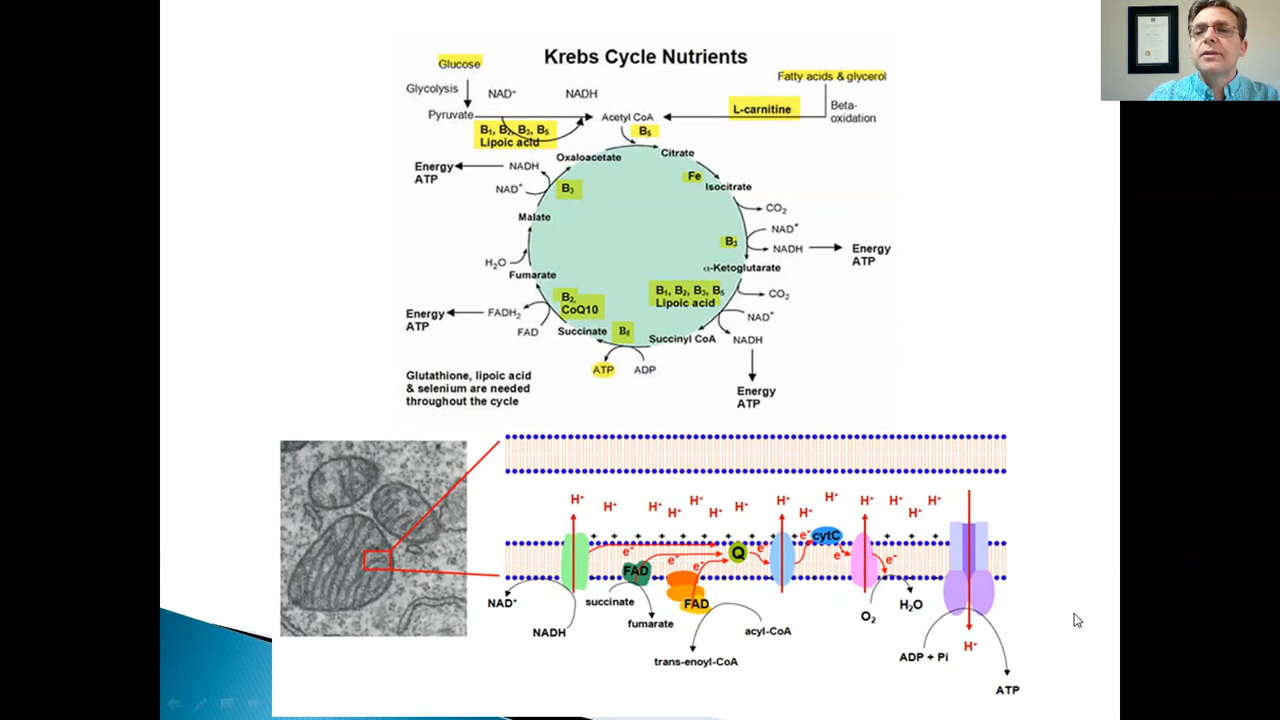 Krebs Cycle Nutrients
Glucose
Fatty acids & glycerol
Glycolysis
NAD⁺
NADH
L-carnitine
Beta-
oxidation
Pyruvate
Acetyl CoA
B₁, B₂, B₃, B₅
Lipoic acid
B₅
Oxaloacetate
Citrate
Energy
ATP
NADH
NAD⁺
B₃
Fe
Isocitrate
CO₂
Malate
NAD⁺
B₃
NADH
Energy
ATP
H₂O
Fumarate
α-Ketoglutarate
B₂,
CoQ10
B₁, B₂, B₃, B₅
Lipoic acid
CO₂
Energy
ATP
FADH₂
FAD
NAD⁺
Succinate
Succinyl CoA
NADH
ATP
ADP
Glutathione, lipoic acid
& selenium are needed
throughout the cycle
Energy
ATP
H⁺ H⁺ H⁺ H⁺ H⁺ H⁺ H⁺ H⁺ H⁺ H⁺ H⁺ H⁺ H⁺ H⁺
+ + + + + + + + + +
e⁻ e⁻ e⁻ Q e⁻ e⁻ cytC e⁻ e⁻
FAD
FAD
NAD⁺
succinate
fumarate
NADH
acyl-CoA
trans-enoyl-CoA
O₂
H₂O
ADP + Pi
H⁺
ATP